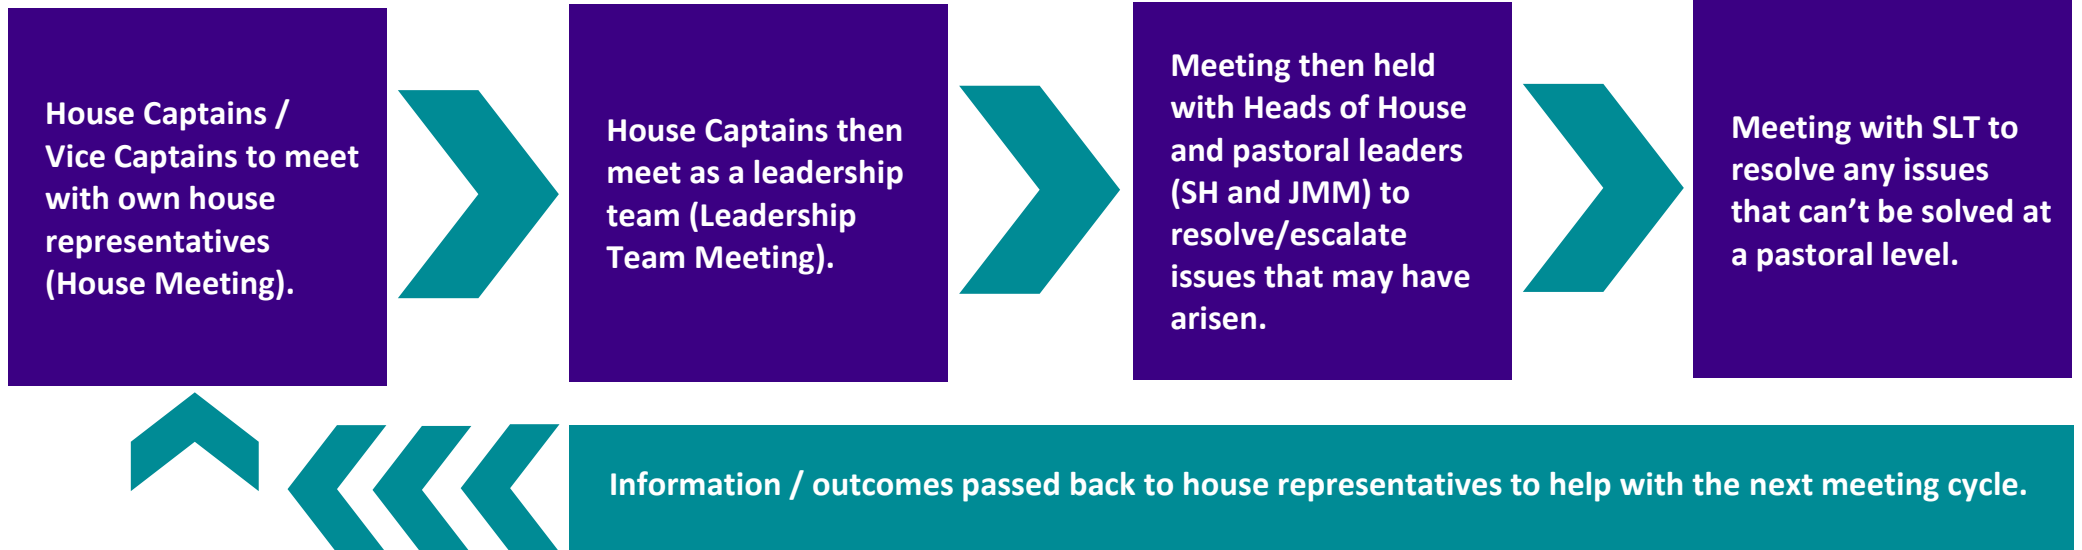 House Captains /
Vice Captains to meet
with own house
representatives
(House Meeting).
House Captains then
meet as a leadership
team (Leadership
Team Meeting).
Meeting then held
with Heads of House
and pastoral leaders
(SH and JMM) to
resolve/escalate
issues that may have
arisen.
Meeting with SLT to
resolve any issues
that can’t be solved at
a pastoral level.
Information / outcomes passed back to house representatives to help with the next meeting cycle.